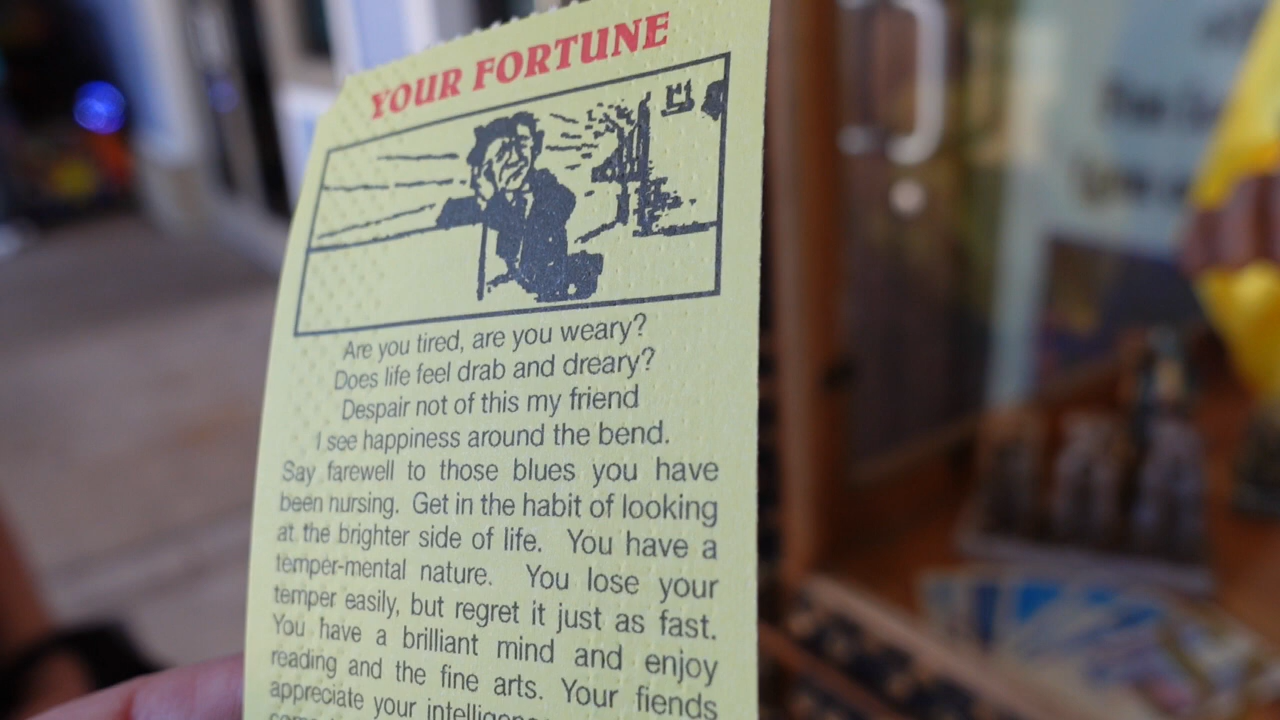 YOUR FORTUNE
Are you tired, are you weary?
Does life feel drab and dreary?
Despair not of this my friend
I see happiness around the bend.
Say farewell to those blues you have
been nursing. Get in the habit of looking
at the brighter side of life. You have a
temper-mental nature. You lose your
temper easily, but regret it just as fast.
You have a brilliant mind and enjoy
reading and the fine arts. Your fiends
appreciate your